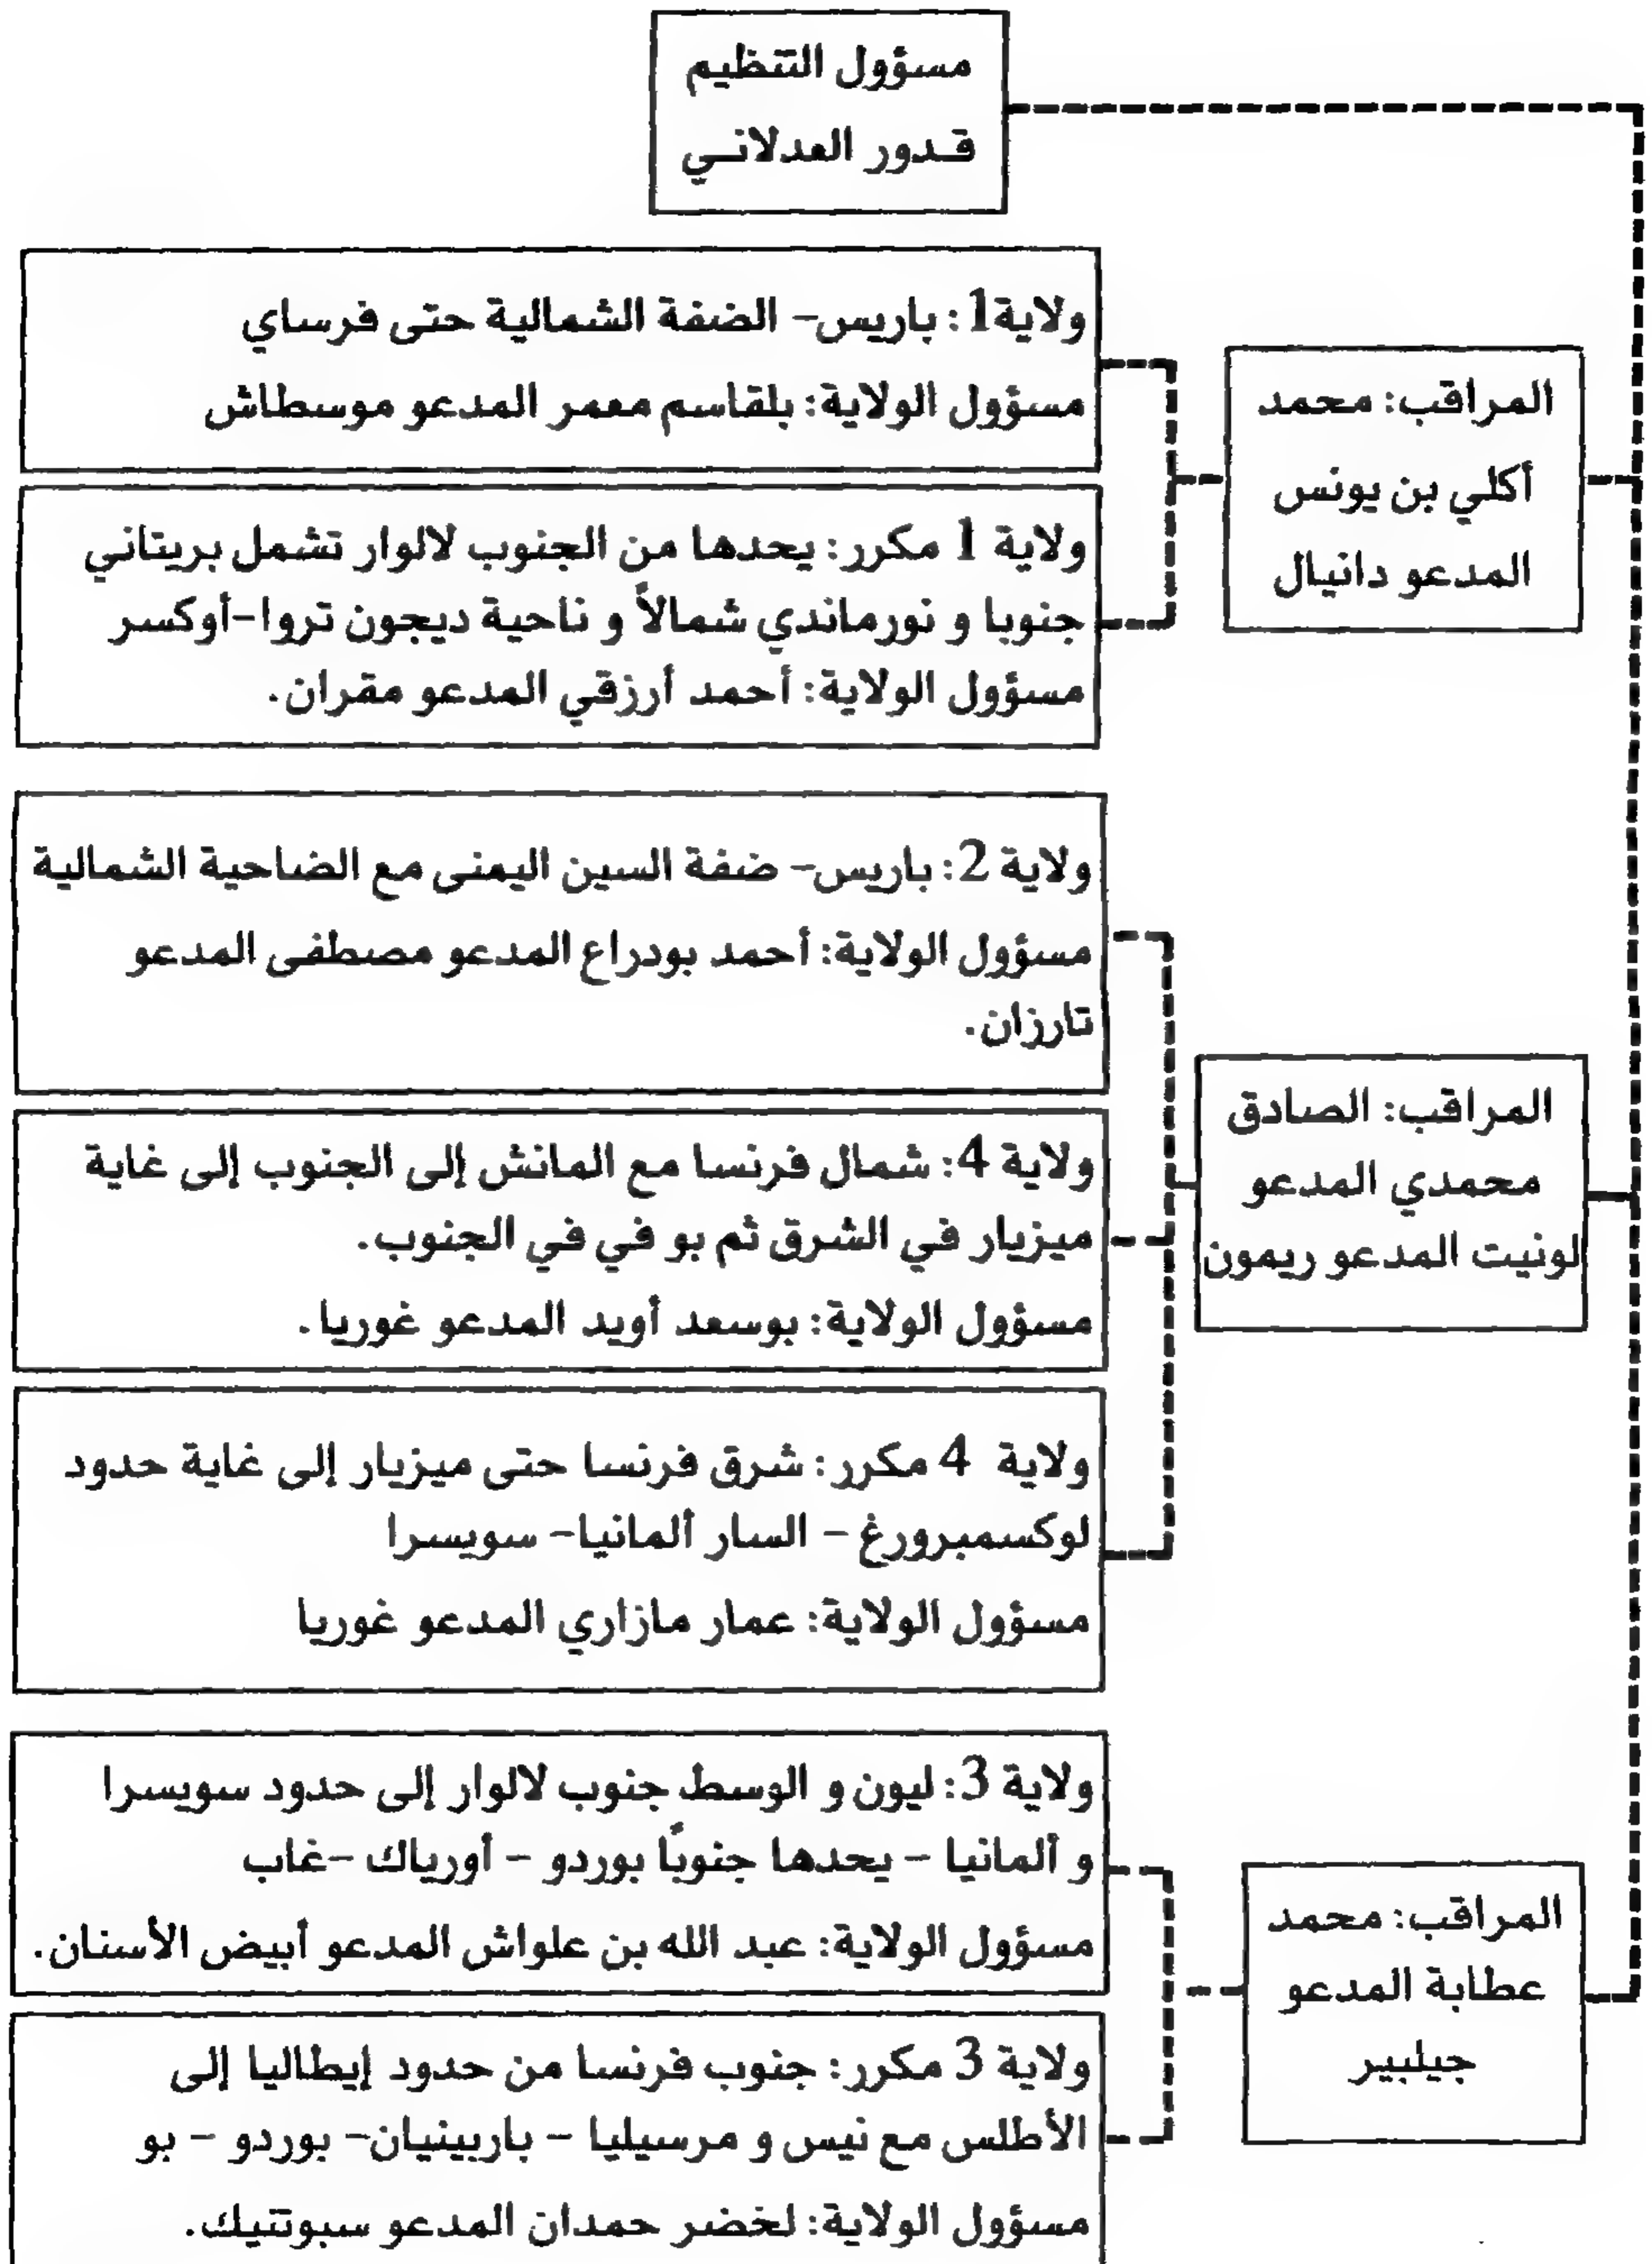 مسؤول التنظيم
قدور العدلاني
المراقب: محمد
أكلي بن يونس
المدعو دانيال
ولاية1: باريس- الضفة الشمالية حتى فرساي
مسؤول الولاية: بلقاسم معمر المدعو موسطاش
ولاية 1 مكرر: يحدها من الجنوب لالوار تشمل بريتاني
جنوبا و نورماندي شمالاً و ناحية ديجون تروا-أوكسر
مسؤول الولاية: أحمد أرزقي المدعو مقران.
المراقب: الصادق
محمدي المدعو
لونيت المدعو ريمون
ولاية 2: باريس- ضفة السين اليمنى مع الضاحية الشمالية
مسؤول الولاية: أحمد بودراع المدعو مصطفى المدعو
تارزان.
ولاية 4: شمال فرنسا مع المانش إلى الجنوب إلى غاية
ميزيار في الشرق ثم بو في في الجنوب.
مسؤول الولاية: بوسعد أويد المدعو غوريا.
ولاية 4 مكرر: شرق فرنسا حتى ميزيار إلى غاية حدود
لوكسمبرورغ - السار ألمانيا- سويسرا
مسؤول الولاية: عمار مازاري المدعو غوريا
المراقب: محمد
عطابة المدعو
جيلبير
ولاية 3: ليون و الوسط جنوب لالوار إلى حدود سويسرا
و ألمانيا - يحدها جنوبًا بوردو - أورياك -غاب
مسؤول الولاية: عبد الله بن علواش المدعو أبيض الأسنان.
ولاية 3 مكرر: جنوب فرنسا من حدود إيطاليا إلى
الأطلس مع نيس و مرسيليا - باربينيان- بوردو - بو
مسؤول الولاية: لخضر حمدان المدعو سبوتنيك.